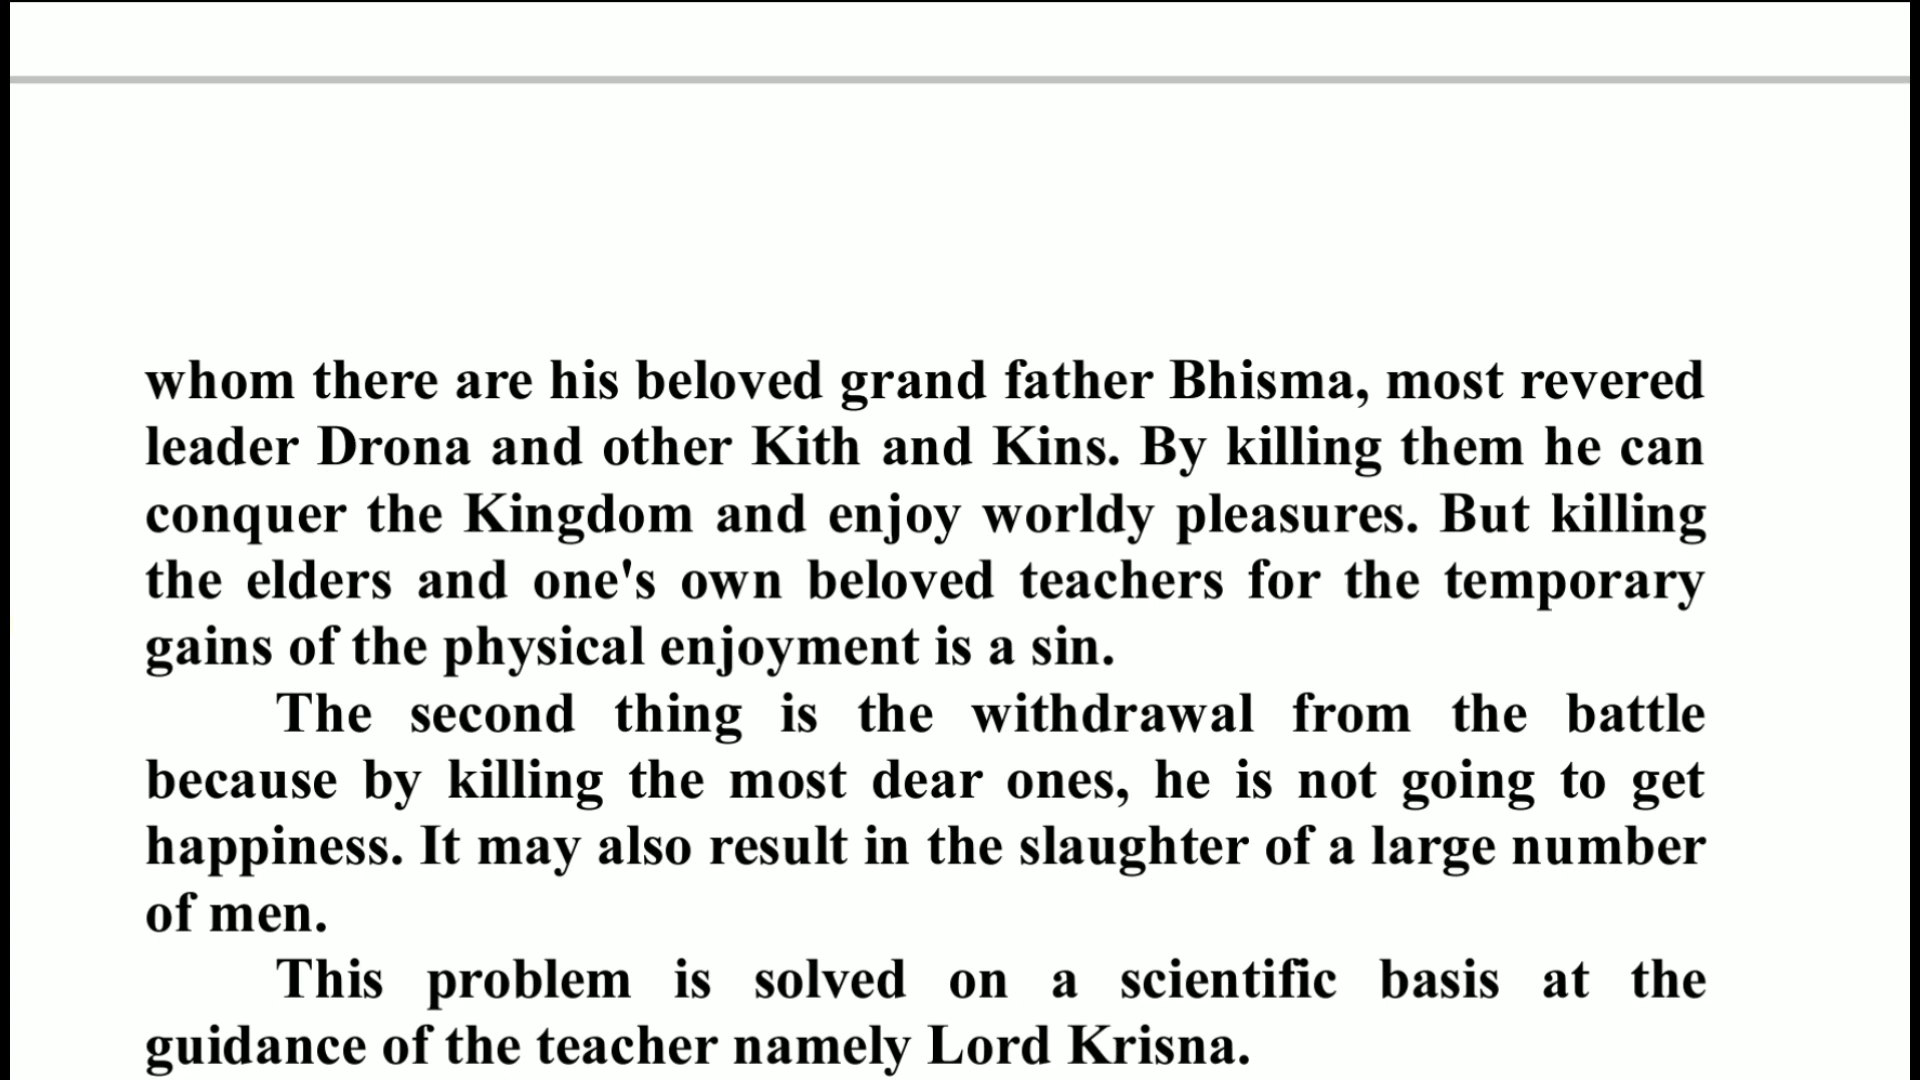 whom there are his beloved grand father Bhisma, most revered
leader Drona and other Kith and Kins. By killing them he can
conquer the Kingdom and enjoy worldy pleasures. But killing
the elders and one's own beloved teachers for the temporary
gains of the physical enjoyment is a sin.
The second thing is the withdrawal from the battle
because by killing the most dear ones, he is not going to get
happiness. It may also result in the slaughter of a large number
of men.
This problem is solved on a scientific basis at the
guidance of the teacher namely Lord Krisna.